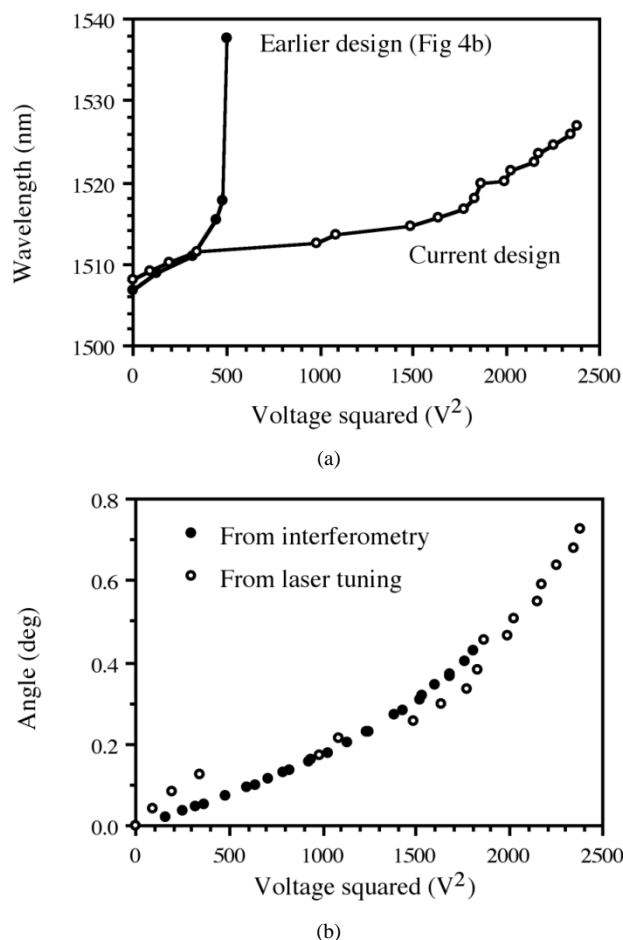 1540
1530
1520
1510
1500
Wavelength (nm)
Earlier design (Fig 4b)
Current design
0 500 1000 1500 2000 2500
Voltage squared (V²)
(a)
0.8
0.6
0.4
0.2
0.0
Angle (deg)
From interferometry
From laser tuning
0 500 1000 1500 2000 2500
Voltage squared (V²)
(b)